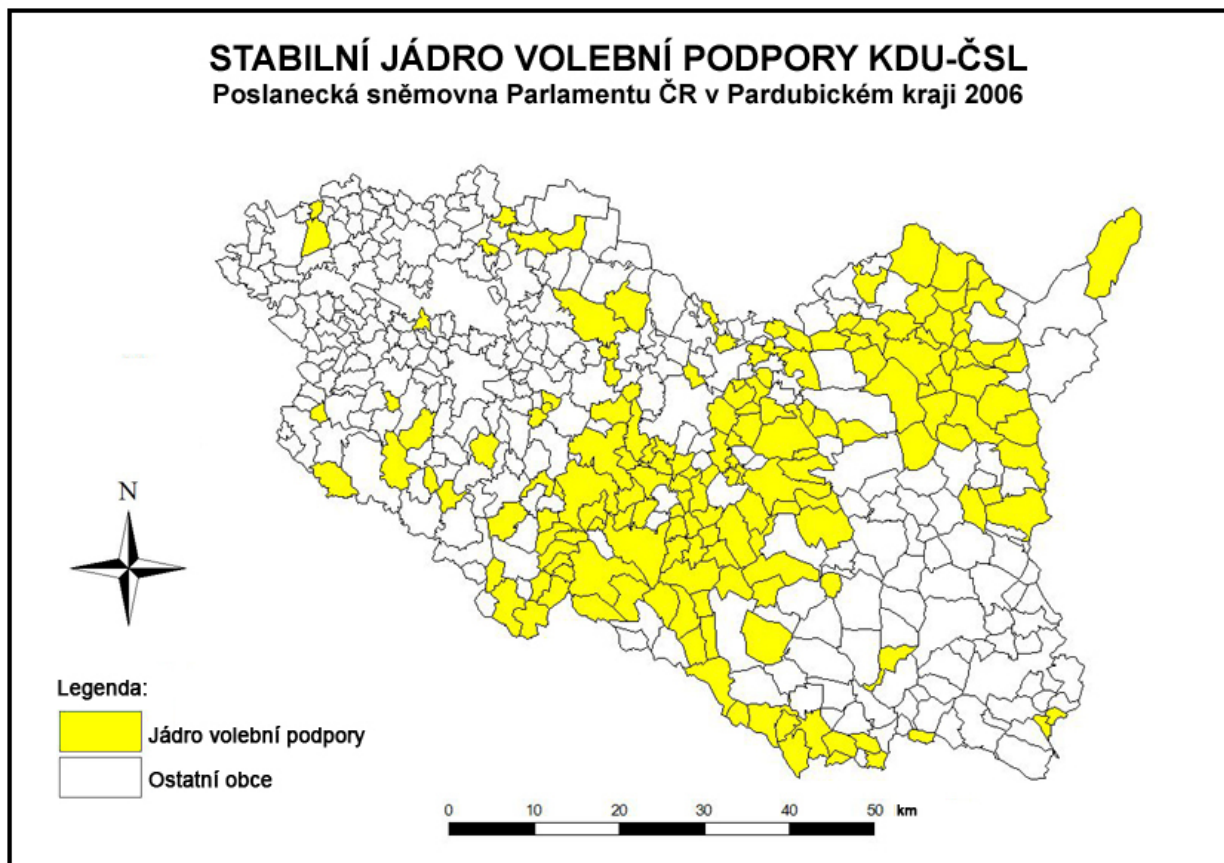 STABILNÍ JÁDRO VOLEBNÍ PODPORY KDU-ČSL
Poslanecká sněmovna Parlamentu ČR v Pardubickém kraji 2006
N
Legenda:
Jádro volební podpory
Ostatní obce
0 10 20 30 40 50 km